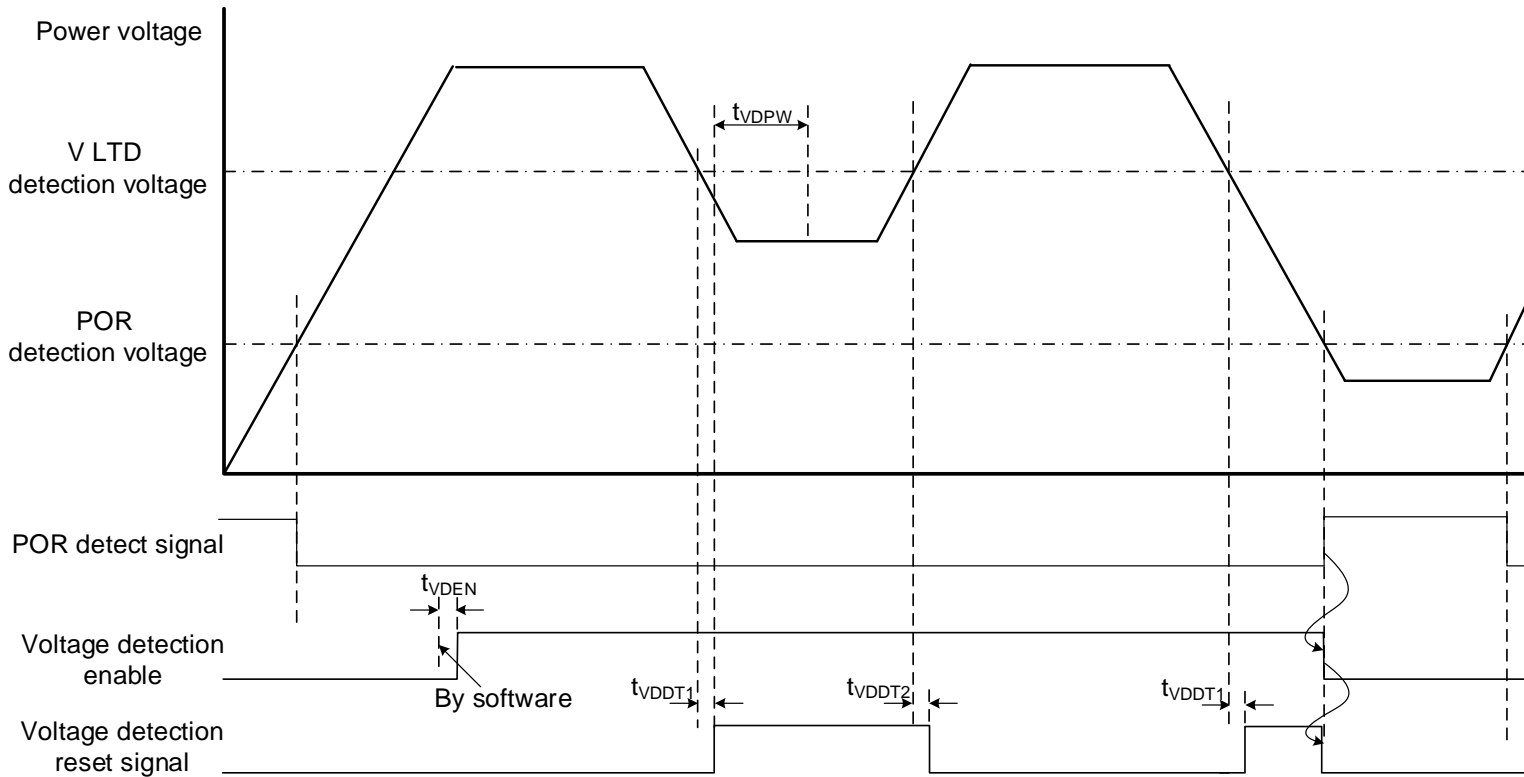 Power voltage
tVDPW
V LTD
detection voltage
POR
detection voltage
POR detect signal
tVDEN
Voltage detection
enable
By software
tVDDT1
tVDDT2
tVDDT1
Voltage detection
reset signal